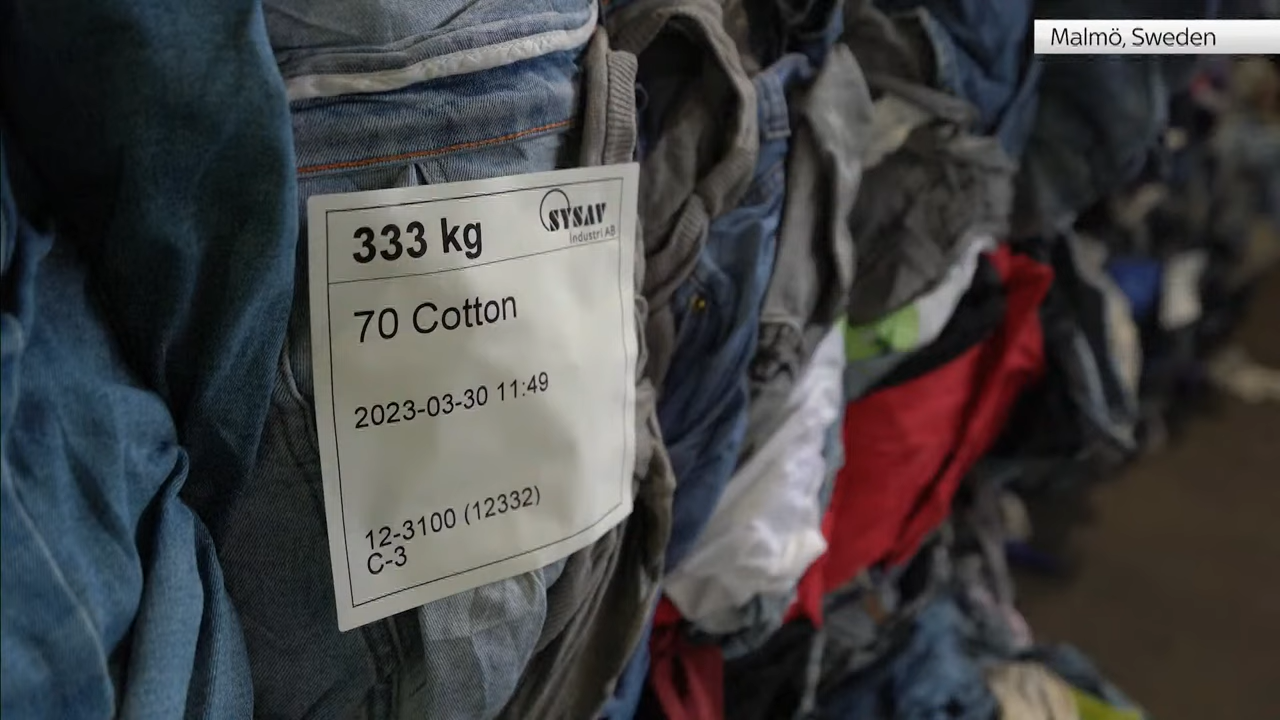 Malmö, Sweden
333 kg
SYSAV
Industri AB
70 Cotton
2023-03-30 11:49
12-3100 (12332)
C-3